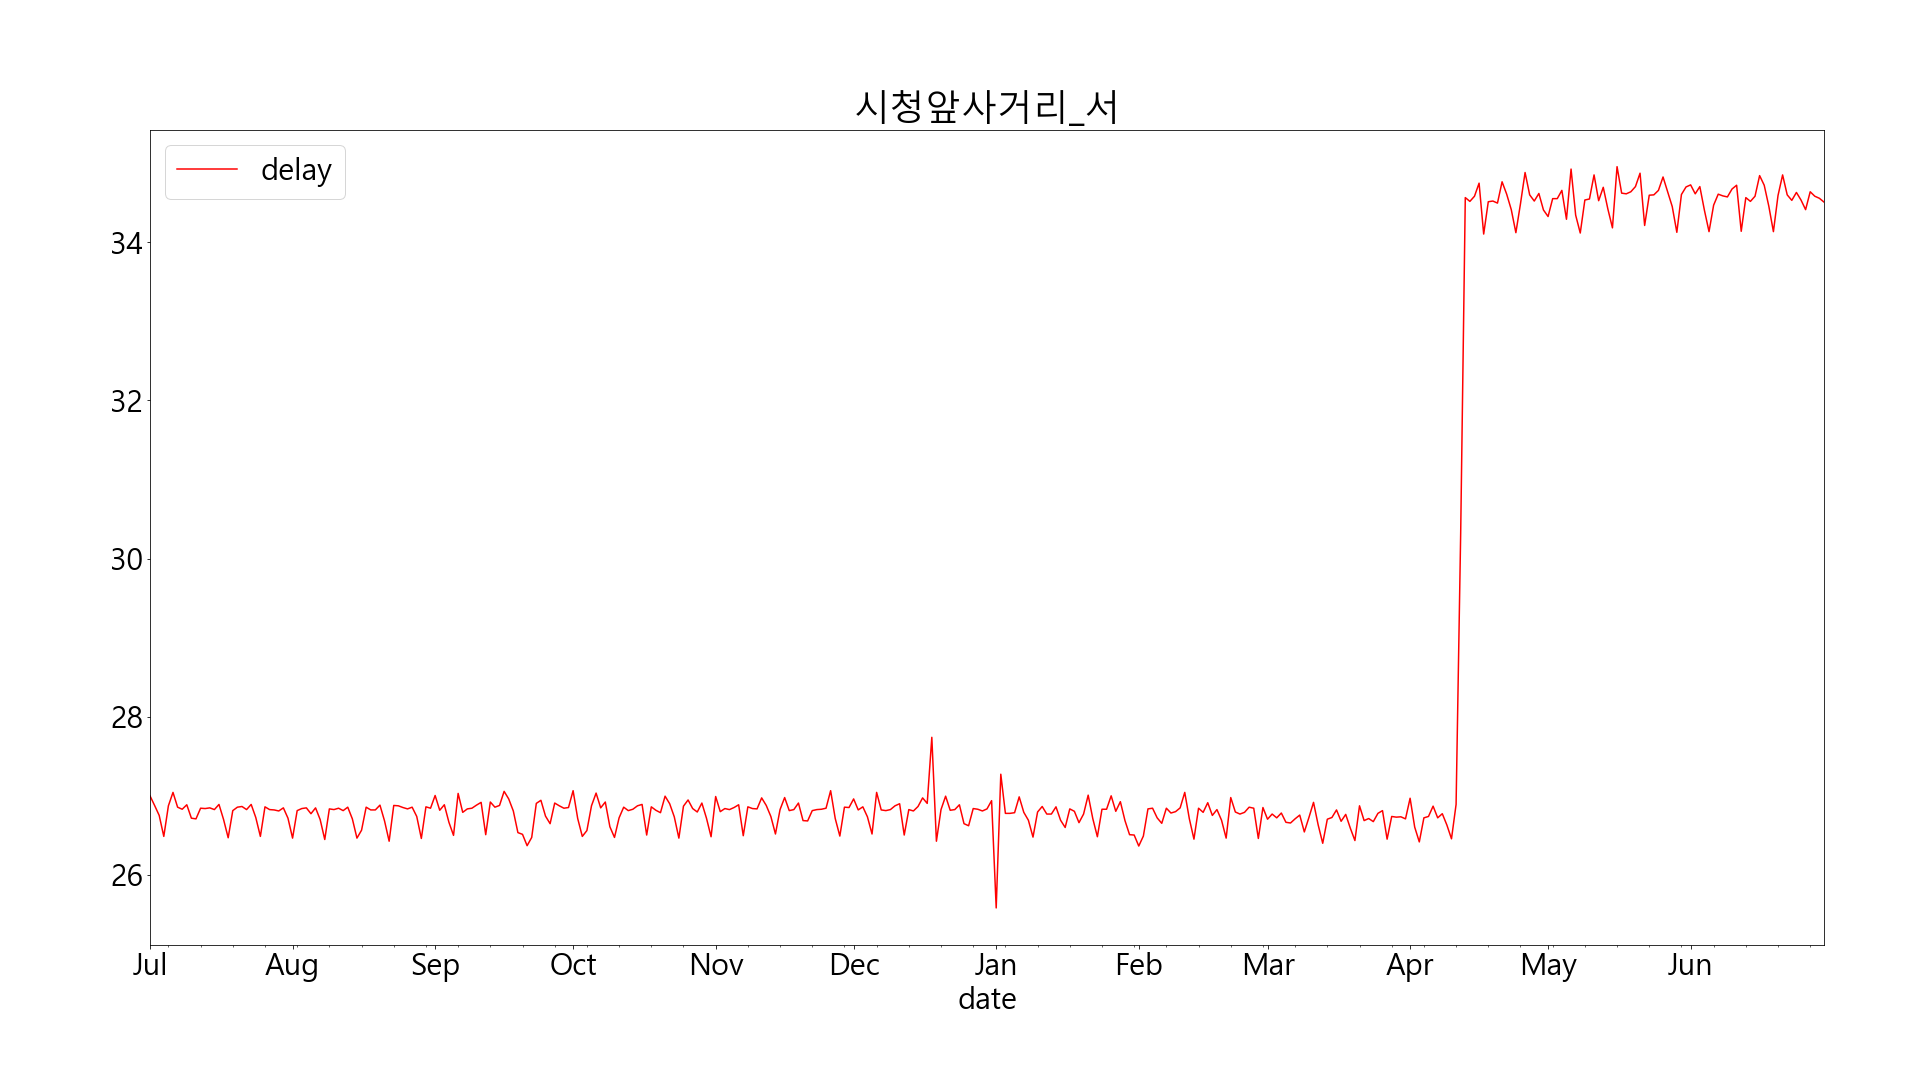 시청앞사거리_서
delay
34
32
30
28
26
Jul Aug Sep Oct Nov Dec Jan Feb Mar Apr May Jun
date